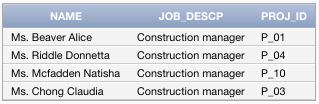 NAME JOB_DESCP PROJ_ID
Ms. Beaver Alice Construction manager P_01
Ms. Riddle Donnetta Construction manager P_04
Ms. Mcfadden Natisha Construction manager P_10
Ms. Chong Claudia Construction manager P_03